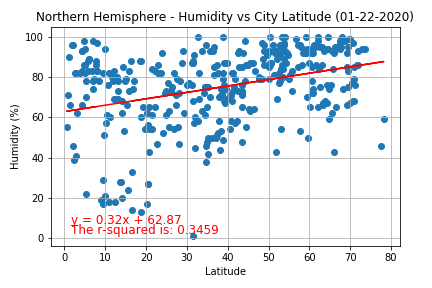 Northern Hemisphere - Humidity vs City Latitude (01-22-2020)
100
80
60
40
20
0
Humidity (%)
y = 0.32x + 62.87
The r-squared is: 0.3459
0 10 20 30 40 50 60 70 80
Latitude